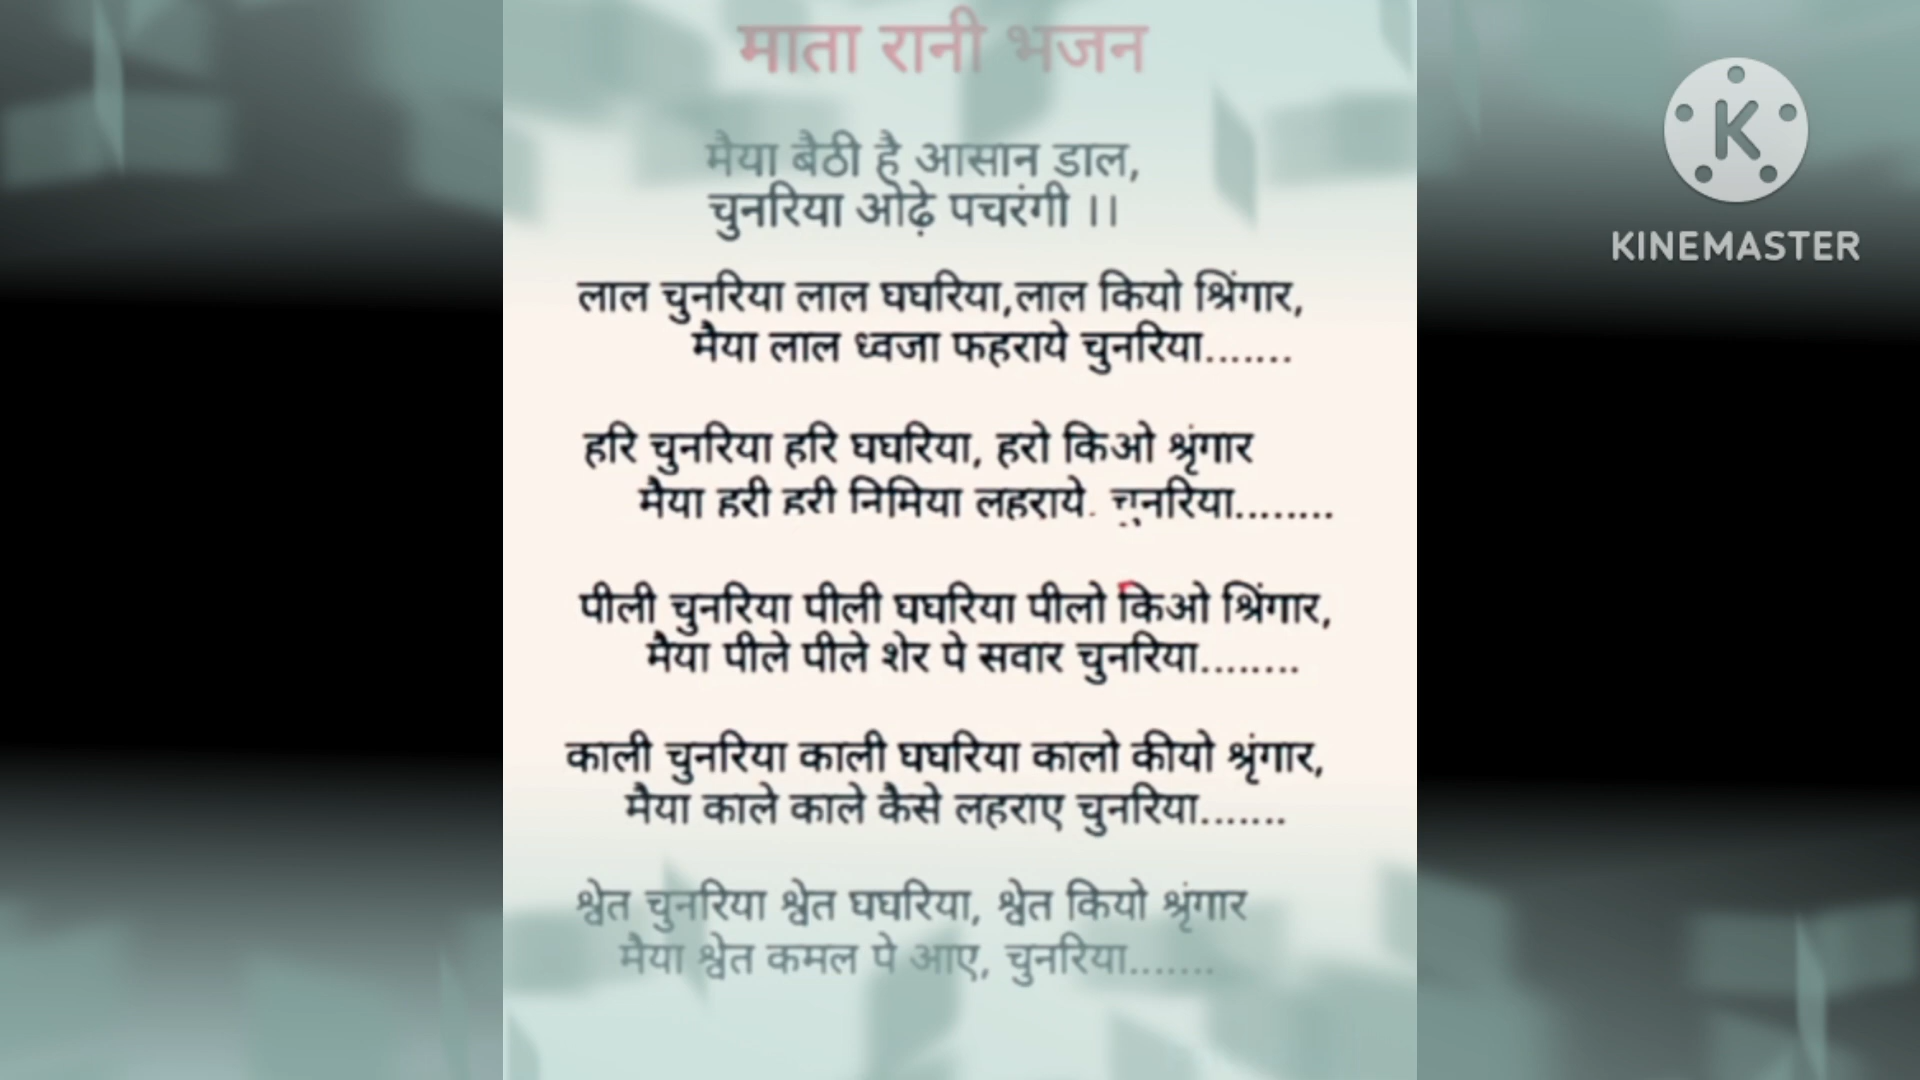 माता रानी भजन
मैया बैठी है आसान डाल,
चुनरिया ओढ़े पचरंगी ।।
लाल चुनरिया लाल घघरिया,लाल कियो श्रिंगार,
मैया लाल ध्वजा फहराये चुनरिया.......
हरि चुनरिया हरि घघरिया, हरो किओ श्रृंगार
मैया हरी हरी निमिया लहराये. चुनरिया........
पीली चुनरिया पीली घघरिया पीलो किओ श्रिंगार,
मैया पीले पीले शेर पे सवार चुनरिया........
काली चुनरिया काली घघरिया कालो कीयो श्रृंगार,
मैया काले काले कैसे लहराए चुनरिया.......
श्वेत चुनरिया श्वेत घघरिया, श्वेत कियो श्रृंगार
मैया श्वेत कमल पे आए, चुनरिया.......
K
KINEMASTER